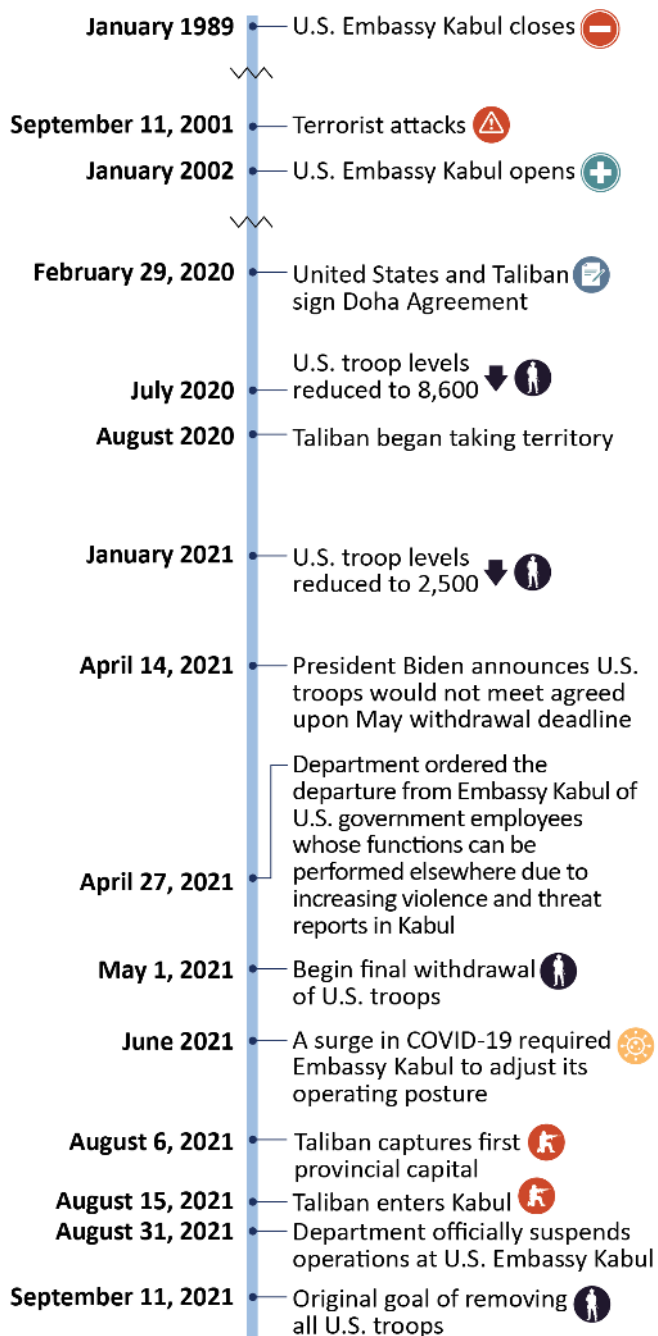 January 1989
U.S. Embassy Kabul closes
September 11, 2001
Terrorist attacks
January 2002
U.S. Embassy Kabul opens
February 29, 2020
United States and Taliban
sign Doha Agreement
July 2020
U.S. troop levels
reduced to 8,600
August 2020
Taliban began taking territory
January 2021
U.S. troop levels
reduced to 2,500
April 14, 2021
President Biden announces U.S.
troops would not meet agreed
upon May withdrawal deadline
April 27, 2021
Department ordered the
departure from Embassy Kabul of
U.S. government employees
whose functions can be
performed elsewhere due to
increasing violence and threat
reports in Kabul
May 1, 2021
Begin final withdrawal
of U.S. troops
June 2021
A surge in COVID-19 required
Embassy Kabul to adjust its
operating posture
August 6, 2021
Taliban captures first
provincial capital
August 15, 2021
Taliban enters Kabul
August 31, 2021
Department officially suspends
operations at U.S. Embassy Kabul
September 11, 2021
Original goal of removing
all U.S. troops